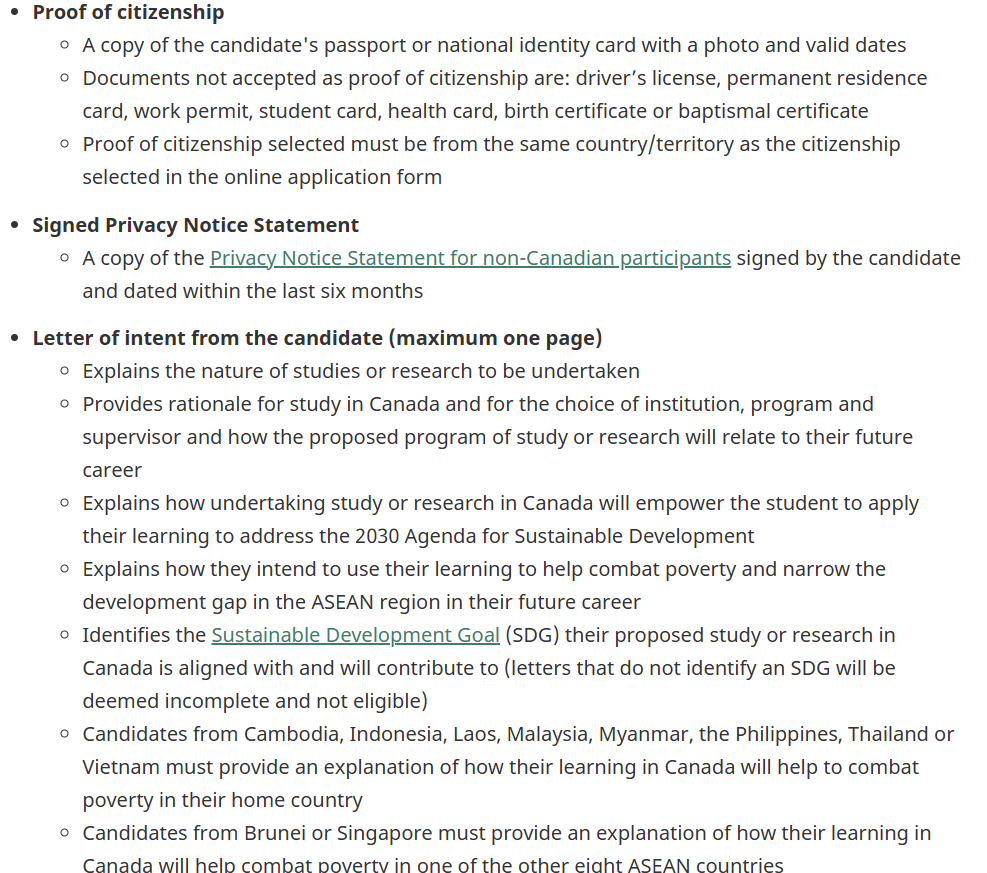 Proof of citizenship
A copy of the candidate's passport or national identity card with a photo and valid dates
Documents not accepted as proof of citizenship are: driver’s license, permanent residence
card, work permit, student card, health card, birth certificate or baptismal certificate
Proof of citizenship selected must be from the same country/territory as the citizenship
selected in the online application form
Signed Privacy Notice Statement
A copy of the Privacy Notice Statement for non-Canadian participants signed by the candidate
and dated within the last six months
Letter of intent from the candidate (maximum one page)
Explains the nature of studies or research to be undertaken
Provides rationale for study in Canada and for the choice of institution, program and
supervisor and how the proposed program of study or research will relate to their future
career
Explains how undertaking study or research in Canada will empower the student to apply
their learning to address the 2030 Agenda for Sustainable Development
Explains how they intend to use their learning to help combat poverty and narrow the
development gap in the ASEAN region in their future career
Identifies the Sustainable Development Goal (SDG) their proposed study or research in
Canada is aligned with and will contribute to (letters that do not identify an SDG will be
deemed incomplete and not eligible)
Candidates from Cambodia, Indonesia, Laos, Malaysia, Myanmar, the Philippines, Thailand or
Vietnam must provide an explanation of how their learning in Canada will help to combat
poverty in their home country
Candidates from Brunei or Singapore must provide an explanation of how their learning in
Canada will help combat poverty in one of the other eight ASEAN countries